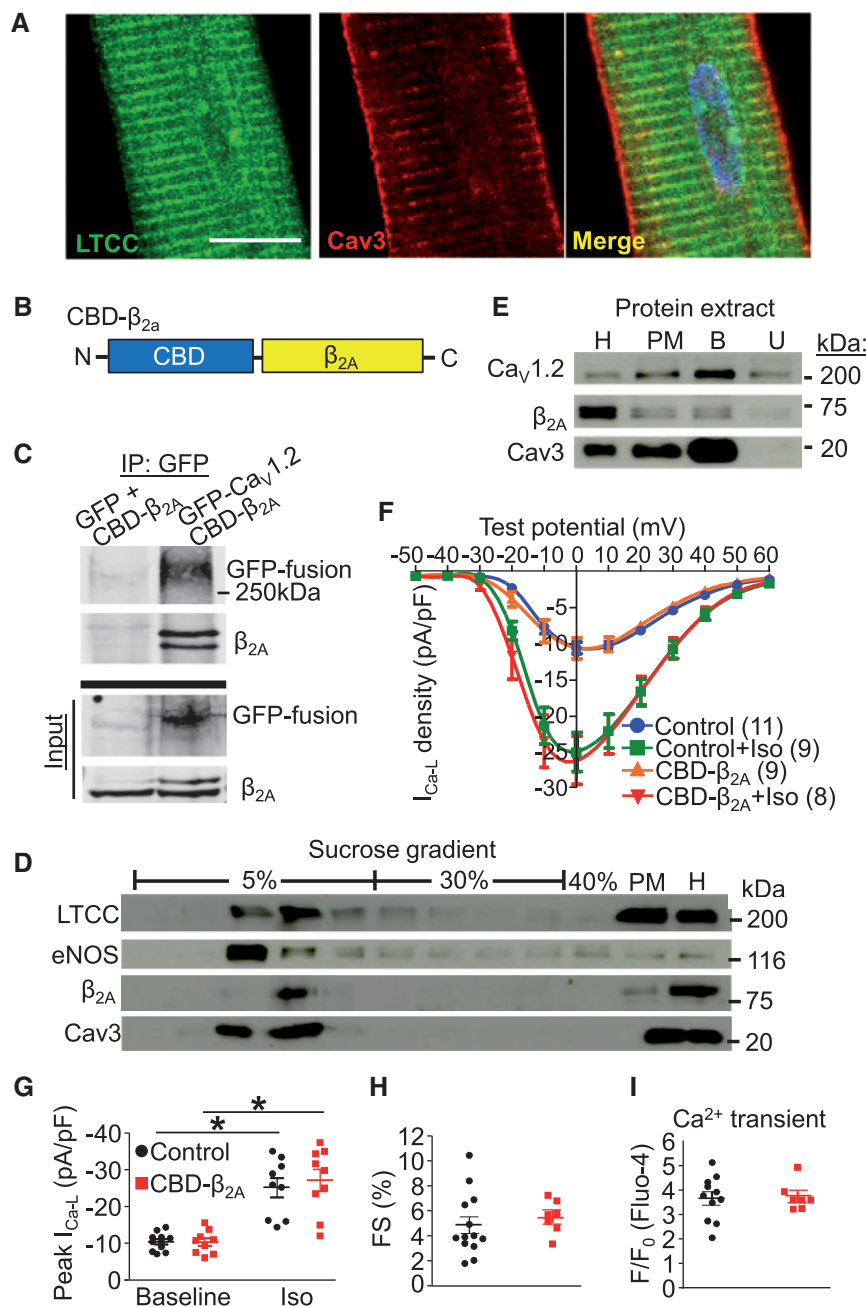 A
LTCC
Cav3
Merge
B
CBD-β2a
N
CBD
β2A
C
E
Protein extract
H PM B U kDa:
CaV1.2
200
β2A
75
Cav3
20
C
IP: GFP
GFP + CBD-β2A
GFP-CaV1.2 CBD-β2A
GFP-fusion
250kDa
β2A
Input
GFP-fusion
β2A
F
Test potential (mV)
-50 -40 -30 -20 -10 0 10 20 30 40 50 60
ICa-L density (pA/pF)
-5
-10
-15
-20
-25
-30
Control (11)
Control+Iso (9)
CBD-β2A (9)
CBD-β2A+Iso (8)
D
Sucrose gradient
5% 30% 40% PM H kDa
LTCC
200
eNOS
116
β2A
75
Cav3
20
G
Peak ICa-L (pA/pF)
-40
-30
-20
-10
0
* *
Control
CBD-β2A
Baseline Iso
H
FS (%)
12
10
8
6
4
2
0
I
Ca2+ transient
F/F0 (Fluo-4)
6
5
4
3
2
1
0